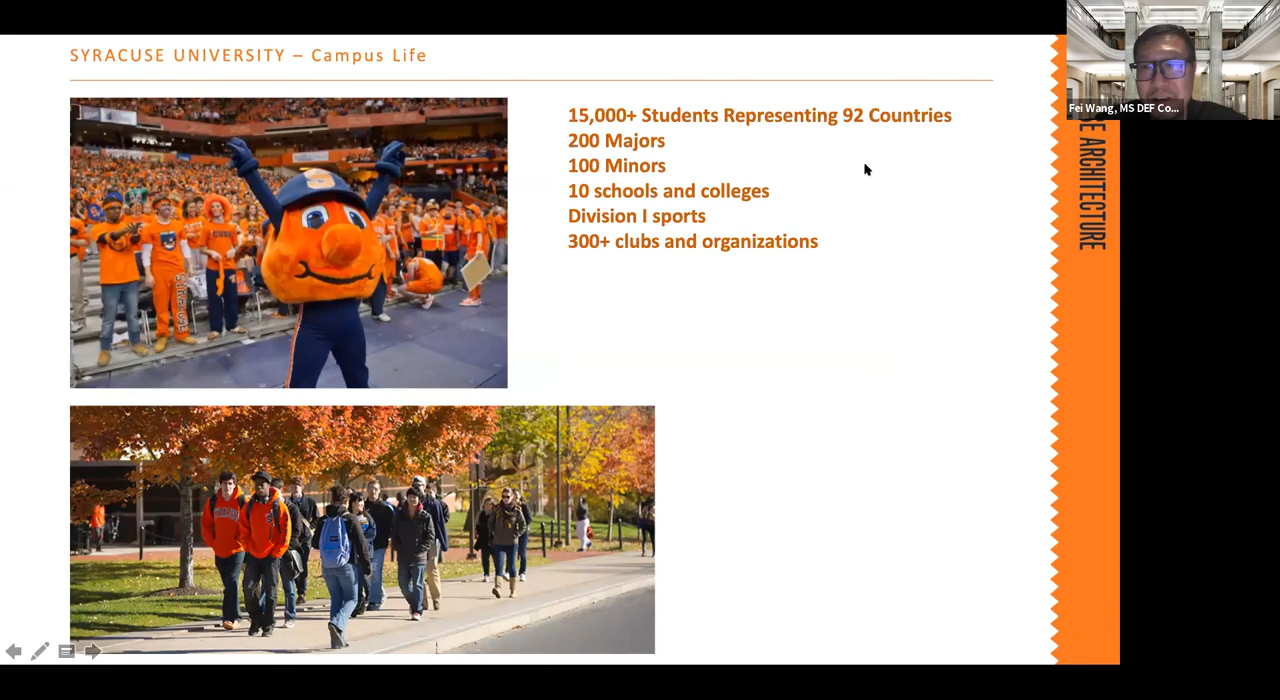 SYRACUSE UNIVERSITY – Campus Life
15,000+ Students Representing 92 Countries
200 Majors
100 Minors
10 schools and colleges
Division I sports
300+ clubs and organizations
Fei Wang, MS DEF Co...
ARCHITECTURE
S
SYRACUSE